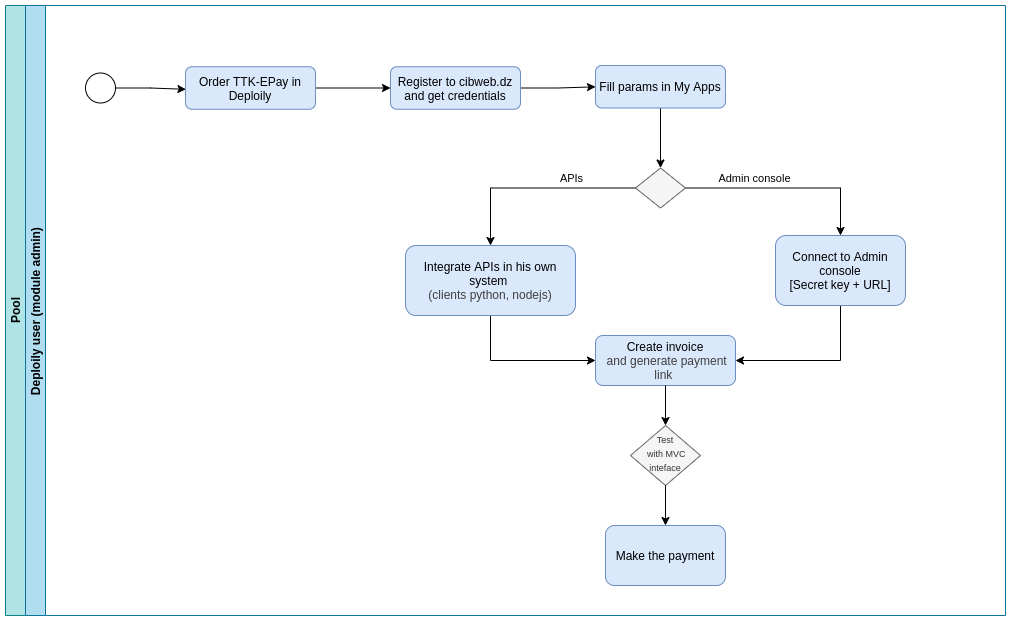 Pool
Deploily user (module admin)
Order TTK-EPay in
Deploily
Register to cibweb.dz
and get credentials
Fill params in My Apps
APIs
Admin console
Integrate APIs in his own
system
(clients python, nodejs)
Connect to Admin
console
[Secret key + URL]
Create invoice
and generate payment
link
Test
with MVC
inteface
Make the payment